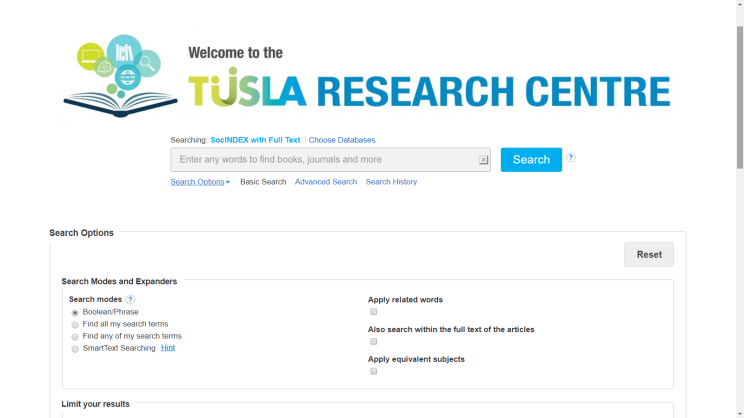 Welcome to the
TUSLA RESEARCH CENTRE
Searching: SocINDEX with Full Text | Choose Databases
Enter any words to find books, journals and more
Search
?
Search Options Basic Search Advanced Search Search History
Search Options
Reset
Search Modes and Expanders
Search modes ?
Boolean/Phrase
Find all my search terms
Find any of my search terms
SmartText Searching Hint
Apply related words
Also search within the full text of the articles
Apply equivalent subjects
Limit your results